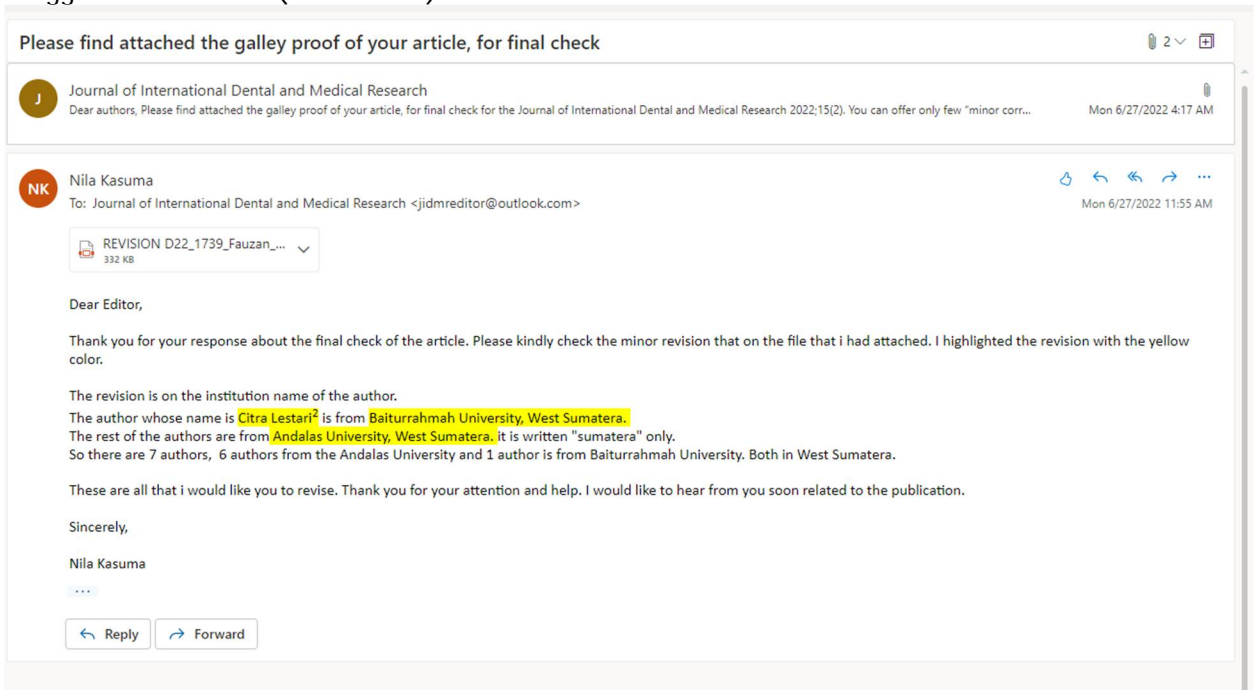 Please find attached the galley proof of your article, for final check
2
J
Journal of International Dental and Medical Research
Dear authors, Please find attached the galley proof of your article, for final check for the Journal of International Dental and Medical Research 2022;15(2). You can offer only few "minor corr...
Mon 6/27/2022 4:17 AM
NK
Nila Kasuma
To: Journal of International Dental and Medical Research <jidmreditor@outlook.com>
Mon 6/27/2022 11:55 AM
REVISION D22_1739_Fauzan_...
332 KB
Dear Editor,
Thank you for your response about the final check of the article. Please kindly check the minor revision that on the file that i had attached. I highlighted the revision with the yellow
color.
The revision is on the institution name of the author.
The author whose name is Citra Lestari² is from Baiturrahmah University, West Sumatera.
The rest of the authors are from Andalas University, West Sumatera. it is written "sumatera" only.
So there are 7 authors,  6 authors from the Andalas University and 1 author is from Baiturrahmah University. Both in West Sumatera.
These are all that i would like you to revise. Thank you for your attention and help. I would like to hear from you soon related to the publication.
Sincerely,
Nila Kasuma
...
Reply
Forward